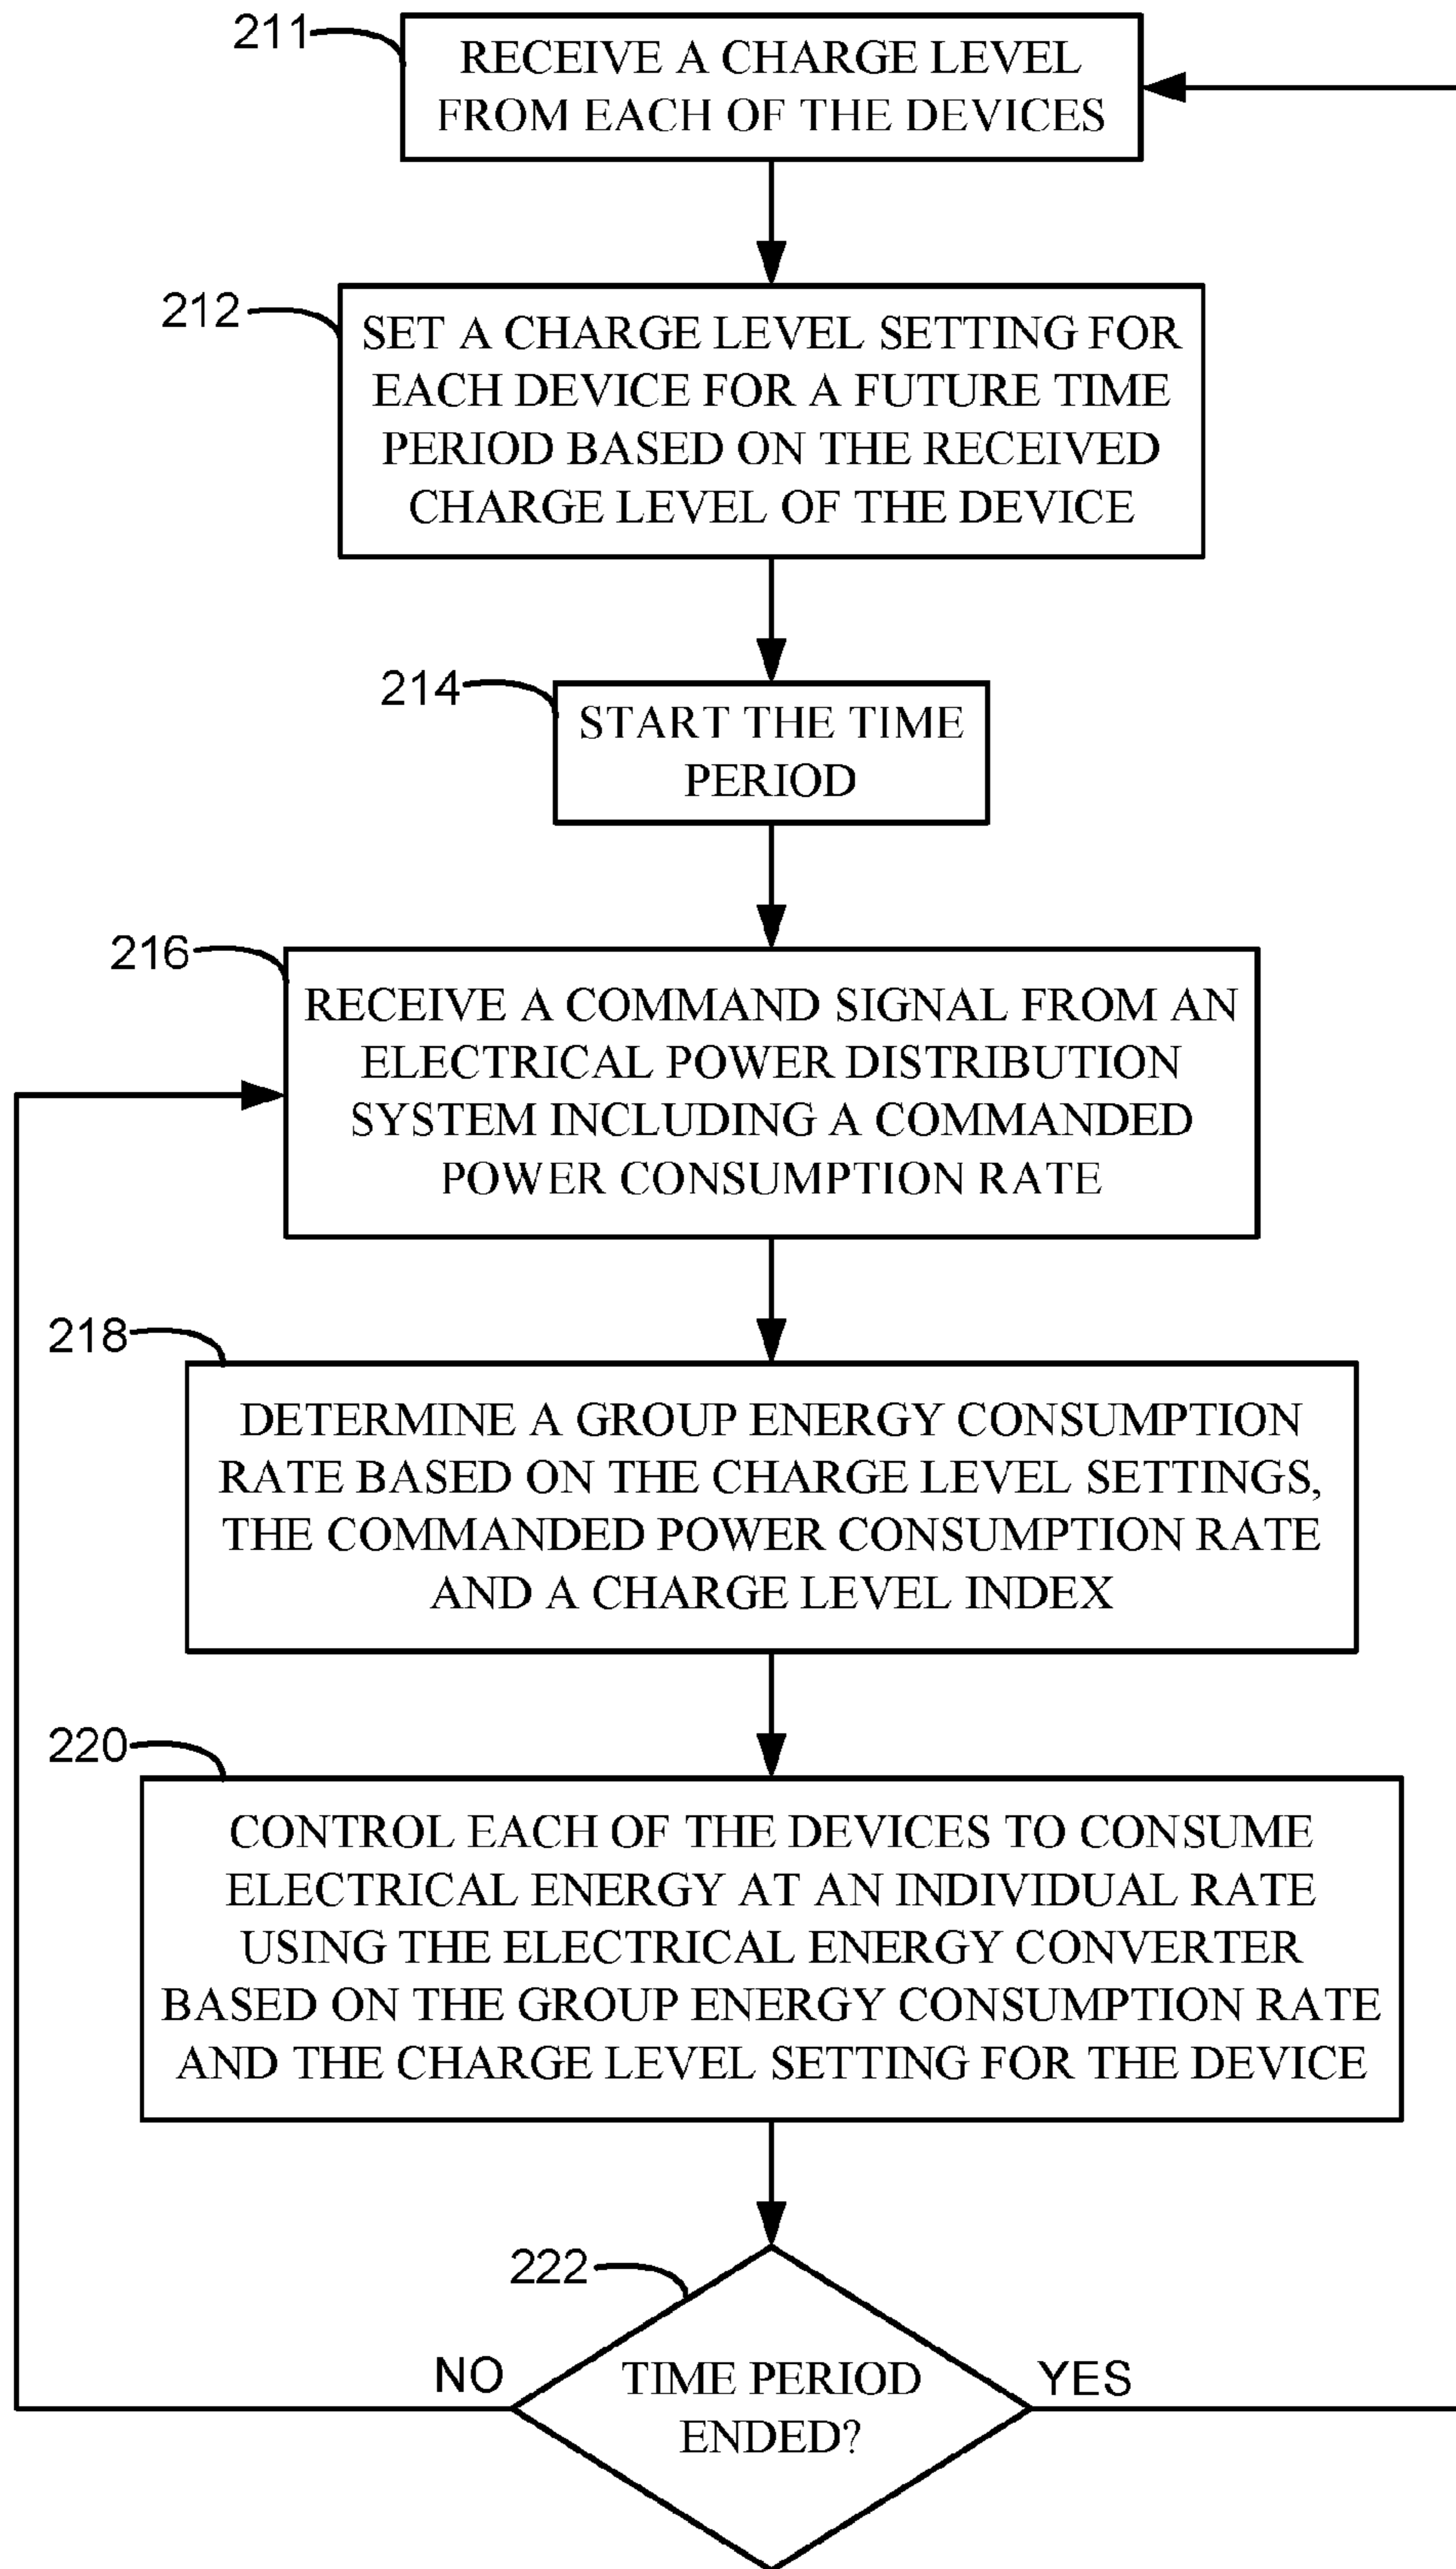 211
RECEIVE A CHARGE LEVEL
FROM EACH OF THE DEVICES
212
SET A CHARGE LEVEL SETTING FOR
EACH DEVICE FOR A FUTURE TIME
PERIOD BASED ON THE RECEIVED
CHARGE LEVEL OF THE DEVICE
214
START THE TIME
PERIOD
216
RECEIVE A COMMAND SIGNAL FROM AN
ELECTRICAL POWER DISTRIBUTION
SYSTEM INCLUDING A COMMANDED
POWER CONSUMPTION RATE
218
DETERMINE A GROUP ENERGY CONSUMPTION
RATE BASED ON THE CHARGE LEVEL SETTINGS,
THE COMMANDED POWER CONSUMPTION RATE
AND A CHARGE LEVEL INDEX
220
CONTROL EACH OF THE DEVICES TO CONSUME
ELECTRICAL ENERGY AT AN INDIVIDUAL RATE
USING THE ELECTRICAL ENERGY CONVERTER
BASED ON THE GROUP ENERGY CONSUMPTION RATE
AND THE CHARGE LEVEL SETTING FOR THE DEVICE
222
NO
TIME PERIOD
ENDED?
YES